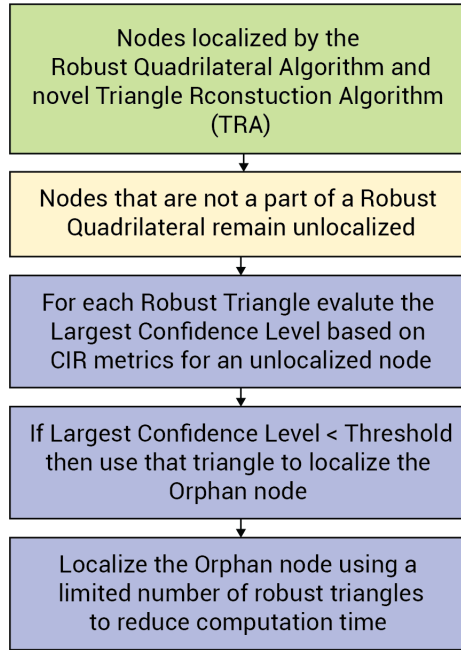 Nodes localized by the
Robust Quadrilateral Algorithm and
novel Triangle Rconstuction Algorithm
(TRA)
Nodes that are not a part of a Robust
Quadrilateral remain unlocalized
For each Robust Triangle evalute the
Largest Confidence Level based on
CIR metrics for an unlocalized node
If Largest Confidence Level < Threshold
then use that triangle to localize the
Orphan node
Localize the Orphan node using a
limited number of robust triangles
to reduce computation time